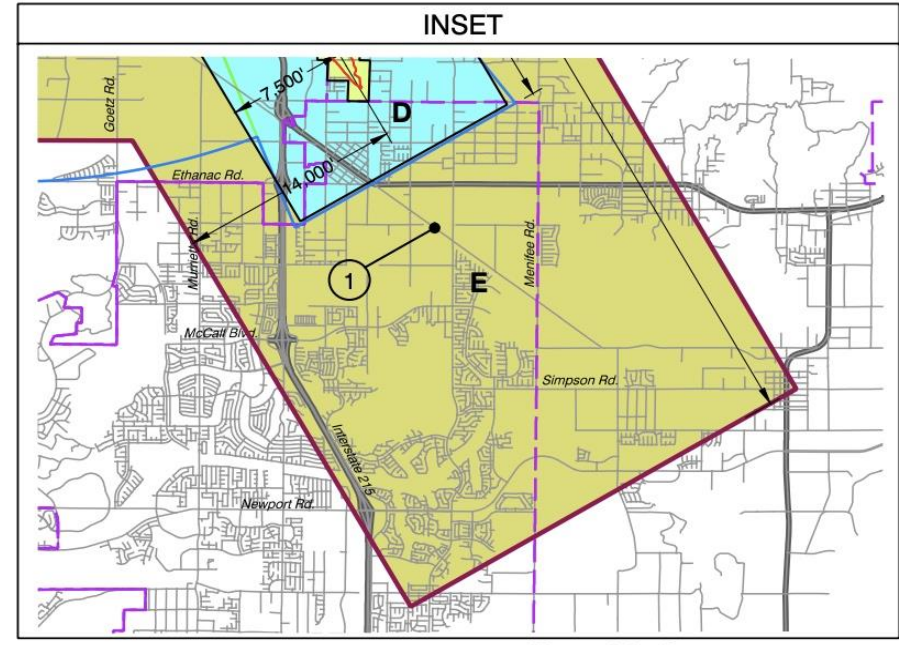 INSET
Goetz Rd.
7,500'
D
Ethanac Rd.
14,000'
Murrieta Rd.
1
Menifee Rd.
E
McCall Blvd.
Simpson Rd.
Interstate 215
Newport Rd.